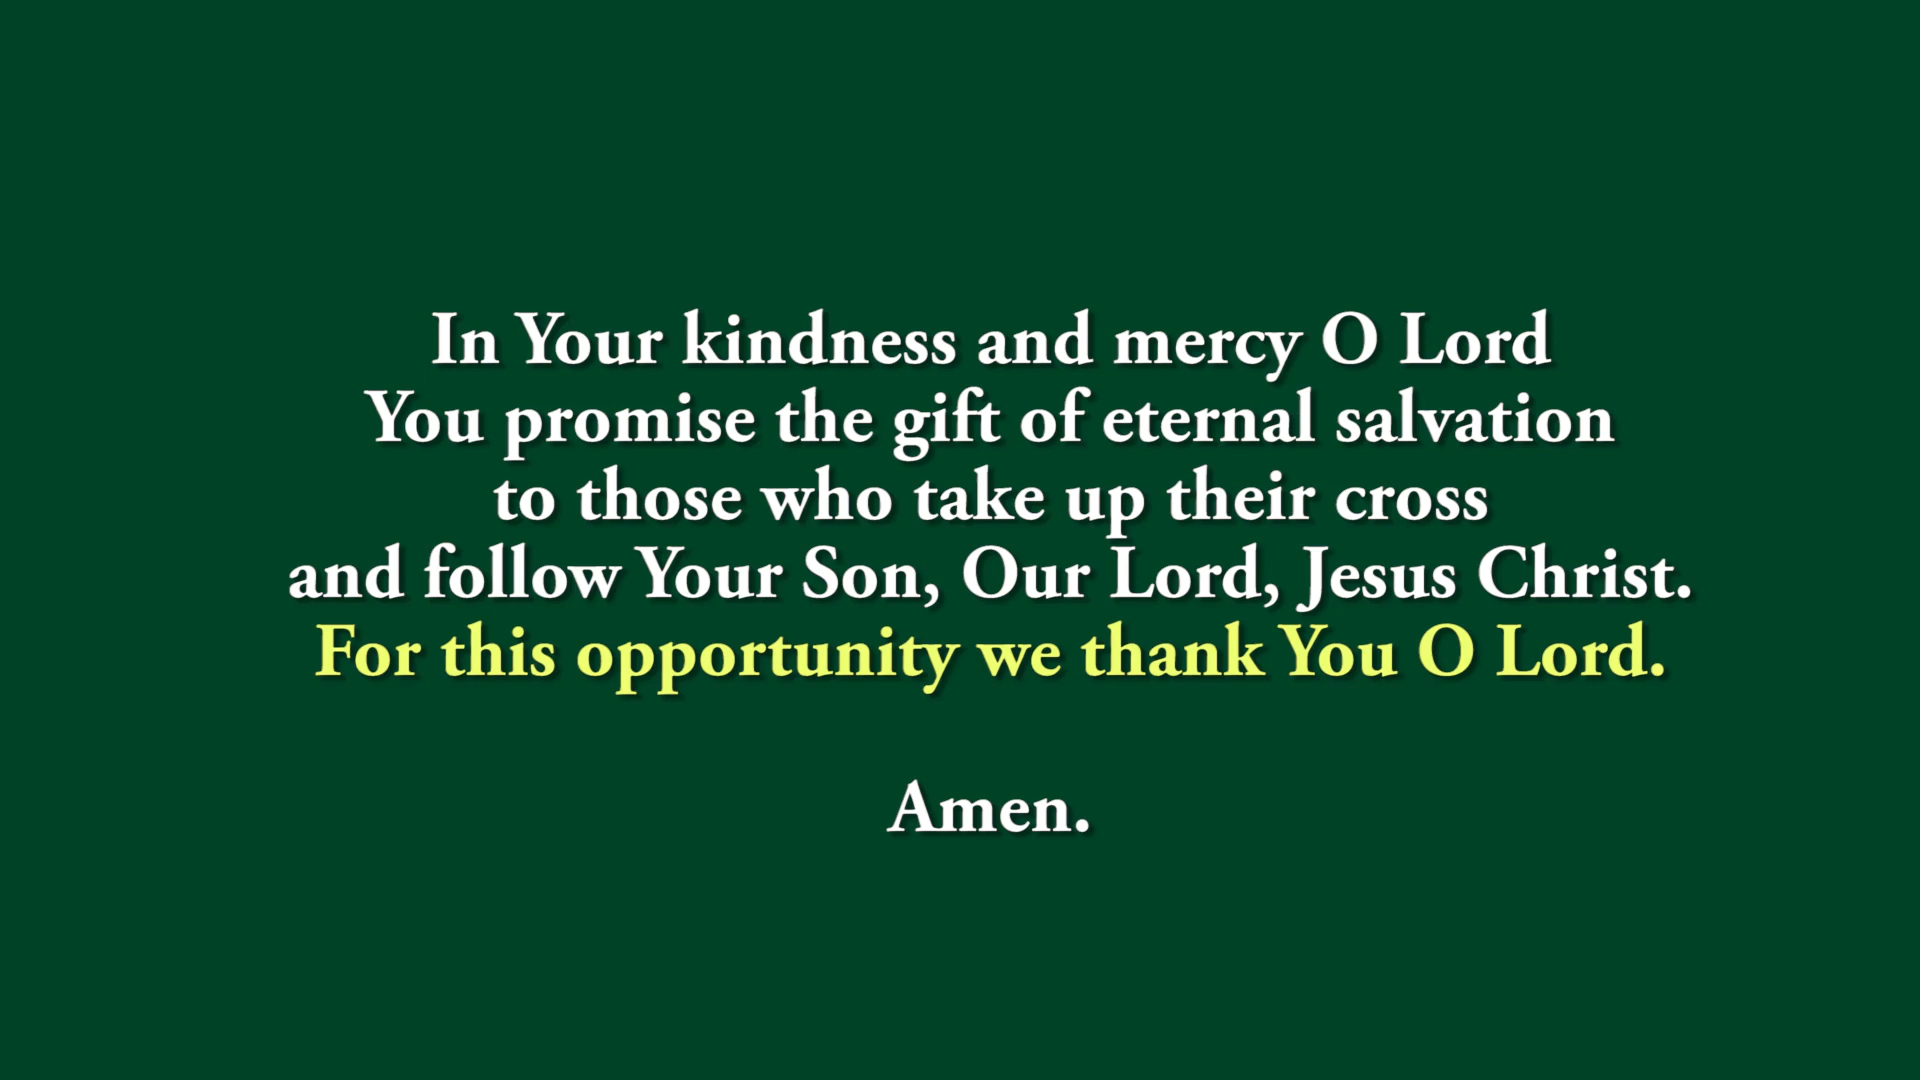 In Your kindness and mercy O Lord
You promise the gift of eternal salvation
to those who take up their cross
and follow Your Son, Our Lord, Jesus Christ.
For this opportunity we thank You O Lord.
Amen.